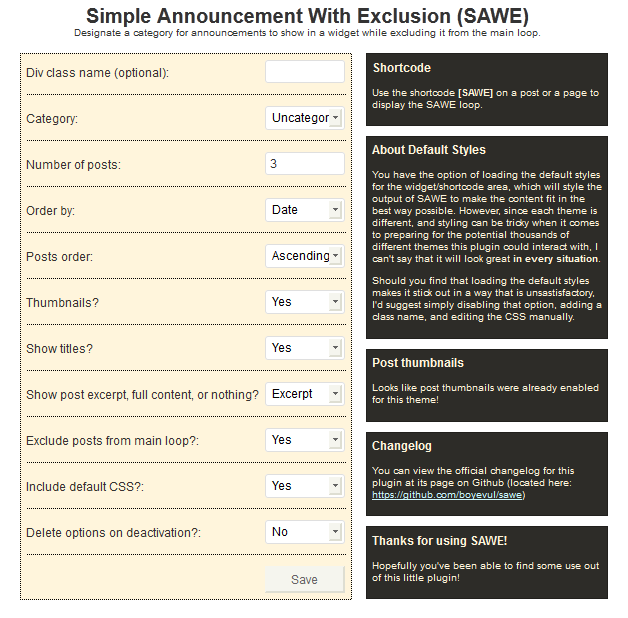 Simple Announcement With Exclusion (SAWE)
Designate a category for announcements to show in a widget while excluding it from the main loop.
Div class name (optional):
Category: Uncategor
Number of posts: 3
Order by: Date
Posts order: Ascending
Thumbnails? Yes
Show titles? Yes
Show post excerpt, full content, or nothing? Excerpt
Exclude posts from main loop?: Yes
Include default CSS?: Yes
Delete options on deactivation?: No
Save
Shortcode
Use the shortcode [SAWE] on a post or a page to
display the SAWE loop.
About Default Styles
You have the option of loading the default styles
for the widget/shortcode area, which will style the
output of SAWE to make the content fit in the
best way possible. However, since each theme is
different, and styling can be tricky when it comes
to preparing for the potential thousands of
different themes this plugin could interact with, I
can't say that it will look great in every situation.
Should you find that loading the default styles
makes it stick out in a way that is unsatisfactory,
I'd suggest simply disabling that option, adding a
class name, and editing the CSS manually.
Post thumbnails
Looks like post thumbnails were already enabled
for this theme!
Changelog
You can view the official changelog for this
plugin at its page on Github (located here:
https://github.com/boyevul/sawe)
Thanks for using SAWE!
Hopefully you've been able to find some use out
of this little plugin!